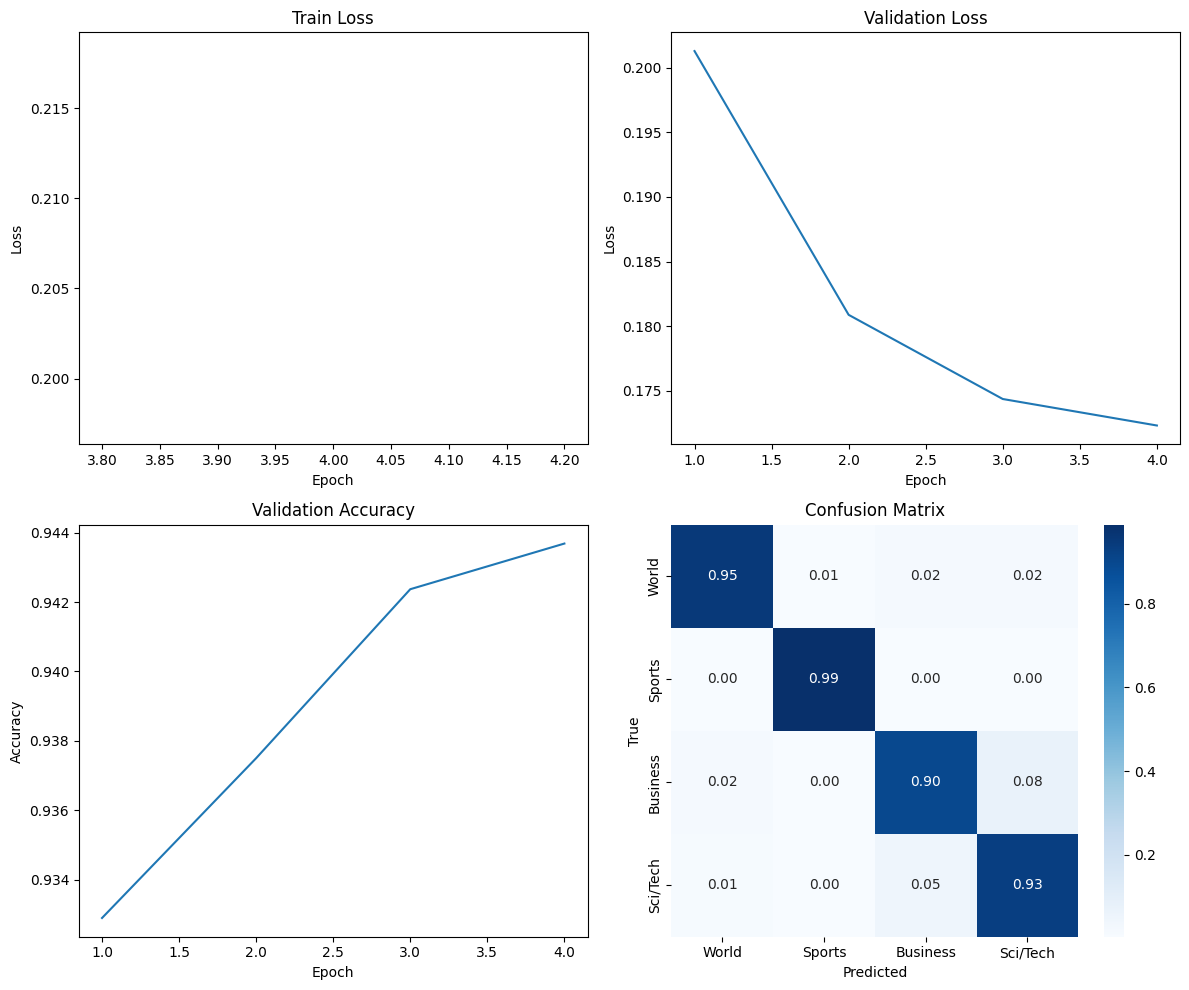 Train Loss
0.215
0.210
0.205
0.200
Loss
3.80 3.85 3.90 3.95 4.00 4.05 4.10 4.15 4.20
Epoch
Validation Loss
0.200
0.195
0.190
0.185
0.180
0.175
Loss
1.0 1.5 2.0 2.5 3.0 3.5 4.0
Epoch
Validation Accuracy
0.944
0.942
0.940
0.938
0.936
0.934
Accuracy
1.0 1.5 2.0 2.5 3.0 3.5 4.0
Epoch
Confusion Matrix
True
World 0.95 0.01 0.02 0.02
Sports 0.00 0.99 0.00 0.00
Business 0.02 0.00 0.90 0.08
Sci/Tech 0.01 0.00 0.05 0.93
World Sports Business Sci/Tech
Predicted
0.8
0.6
0.4
0.2